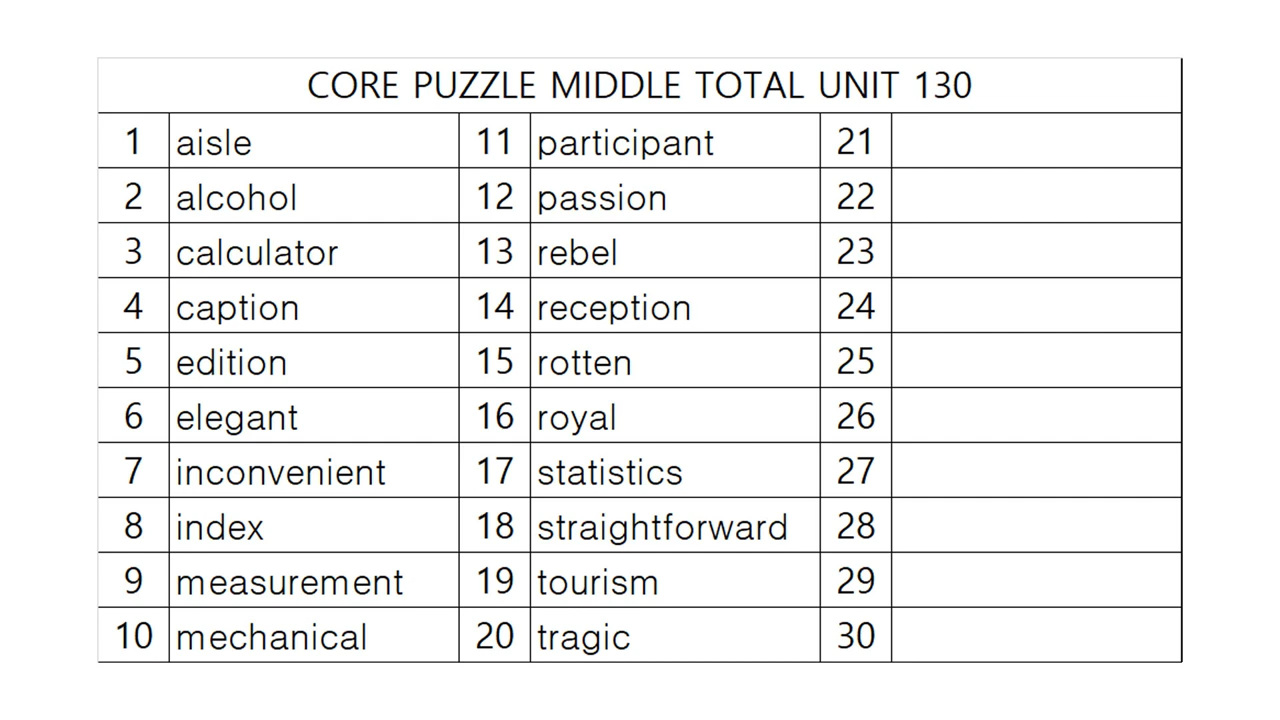 CORE PUZZLE MIDDLE TOTAL UNIT 130
1 aisle 11 participant 21
2 alcohol 12 passion 22
3 calculator 13 rebel 23
4 caption 14 reception 24
5 edition 15 rotten 25
6 elegant 16 royal 26
7 inconvenient 17 statistics 27
8 index 18 straightforward 28
9 measurement 19 tourism 29
10 mechanical 20 tragic 30